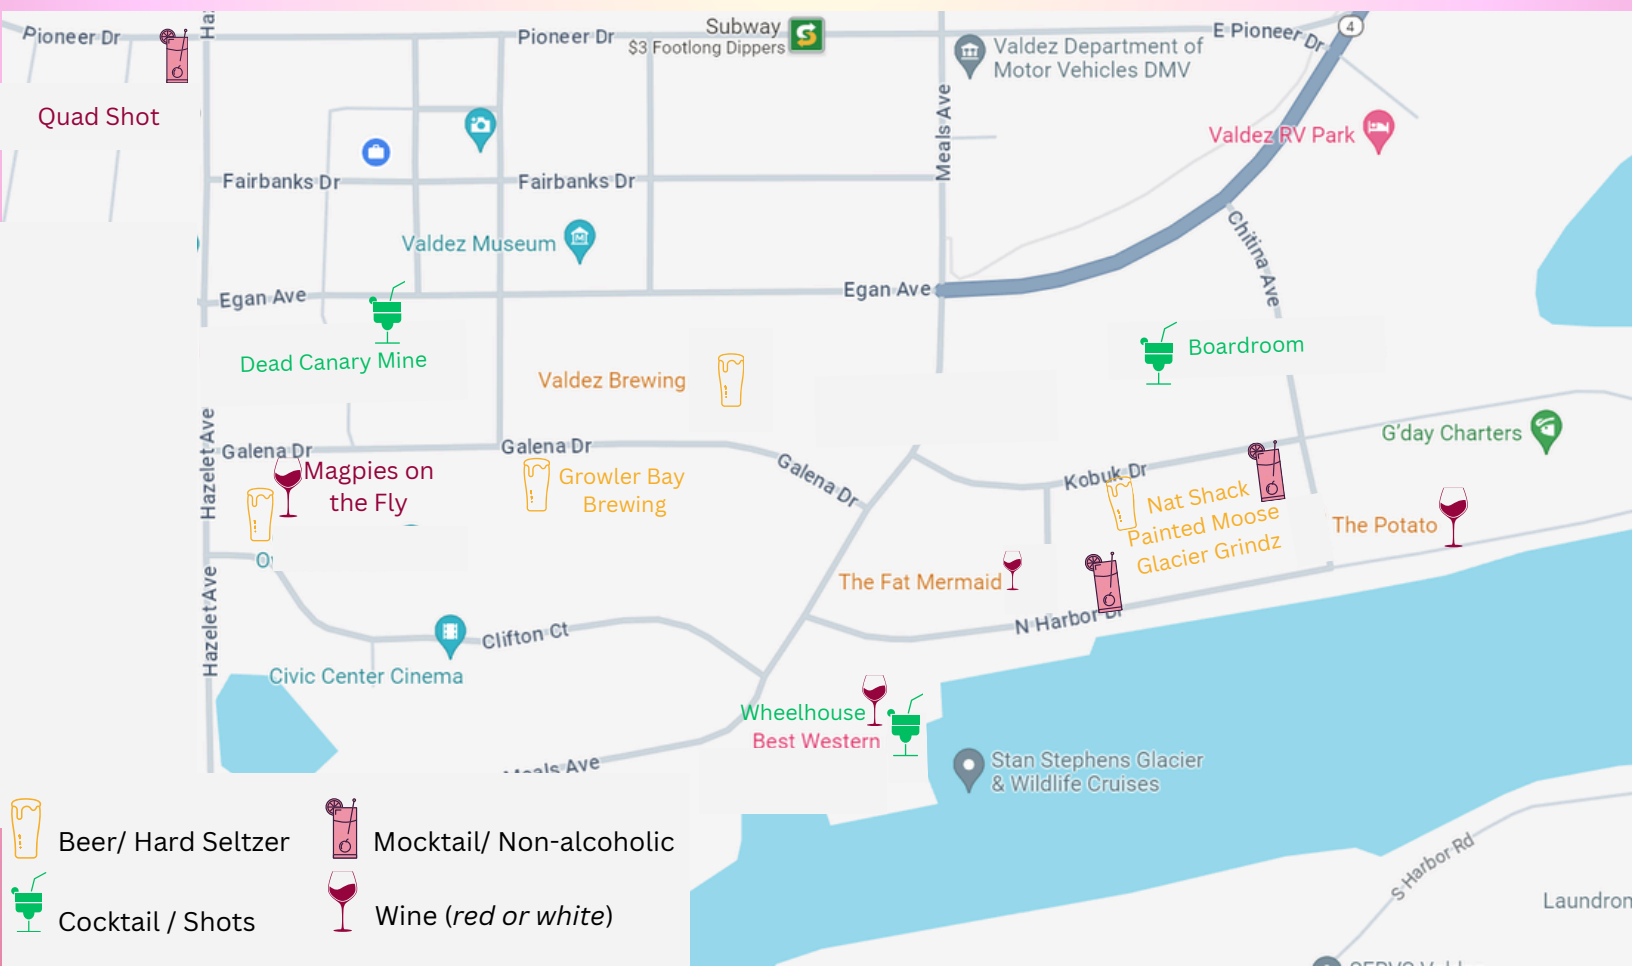 Pioneer Dr
Haz
Pioneer Dr
Subway
$3 Footlong Dippers
E Pioneer Dr
4
Valdez Department of
Motor Vehicles DMV
Quad Shot
Meals Ave
Valdez RV Park
Fairbanks Dr
Fairbanks Dr
Valdez Museum
Chitina Ave
Egan Ave
Egan Ave
Dead Canary Mine
Valdez Brewing
Boardroom
Hazelet Ave
Galena Dr
Galena Dr
Galena Dr
G'day Charters
Magpies on
the Fly
Growler Bay
Brewing
Kobuk Dr
Nat Shack
Painted Moose
Glacier Grindz
The Potato
O
Hazelet Ave
The Fat Mermaid
N Harbor Dr
Clifton Ct
Civic Center Cinema
Wheelhouse
Best Western
Meals Ave
Stan Stephens Glacier
& Wildlife Cruises
Beer/ Hard Seltzer
Mocktail/ Non-alcoholic
Cocktail / Shots
Wine (red or white)
S Harbor Rd
Laundrom